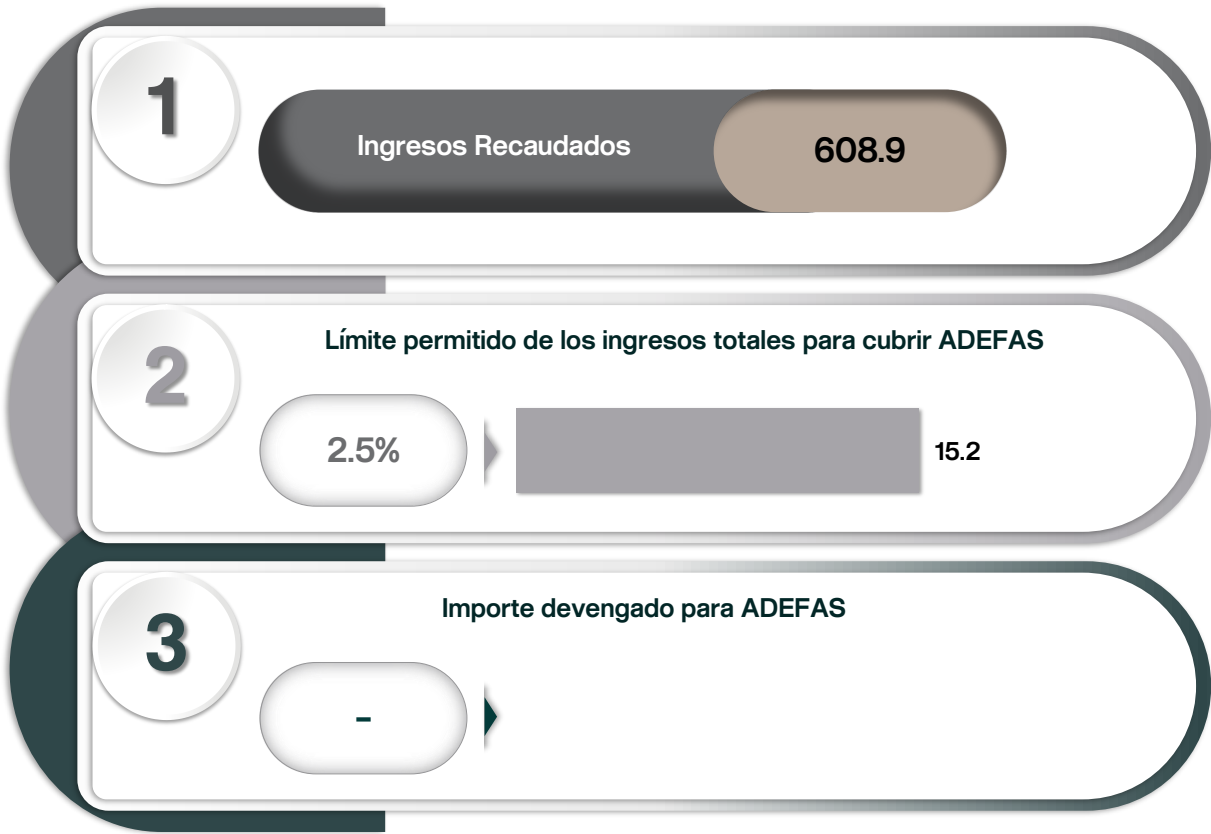 1
Ingresos Recaudados
608.9
2
Límite permitido de los ingresos totales para cubrir ADEFAS
2.5%
15.2
3
Importe devengado para ADEFAS
-